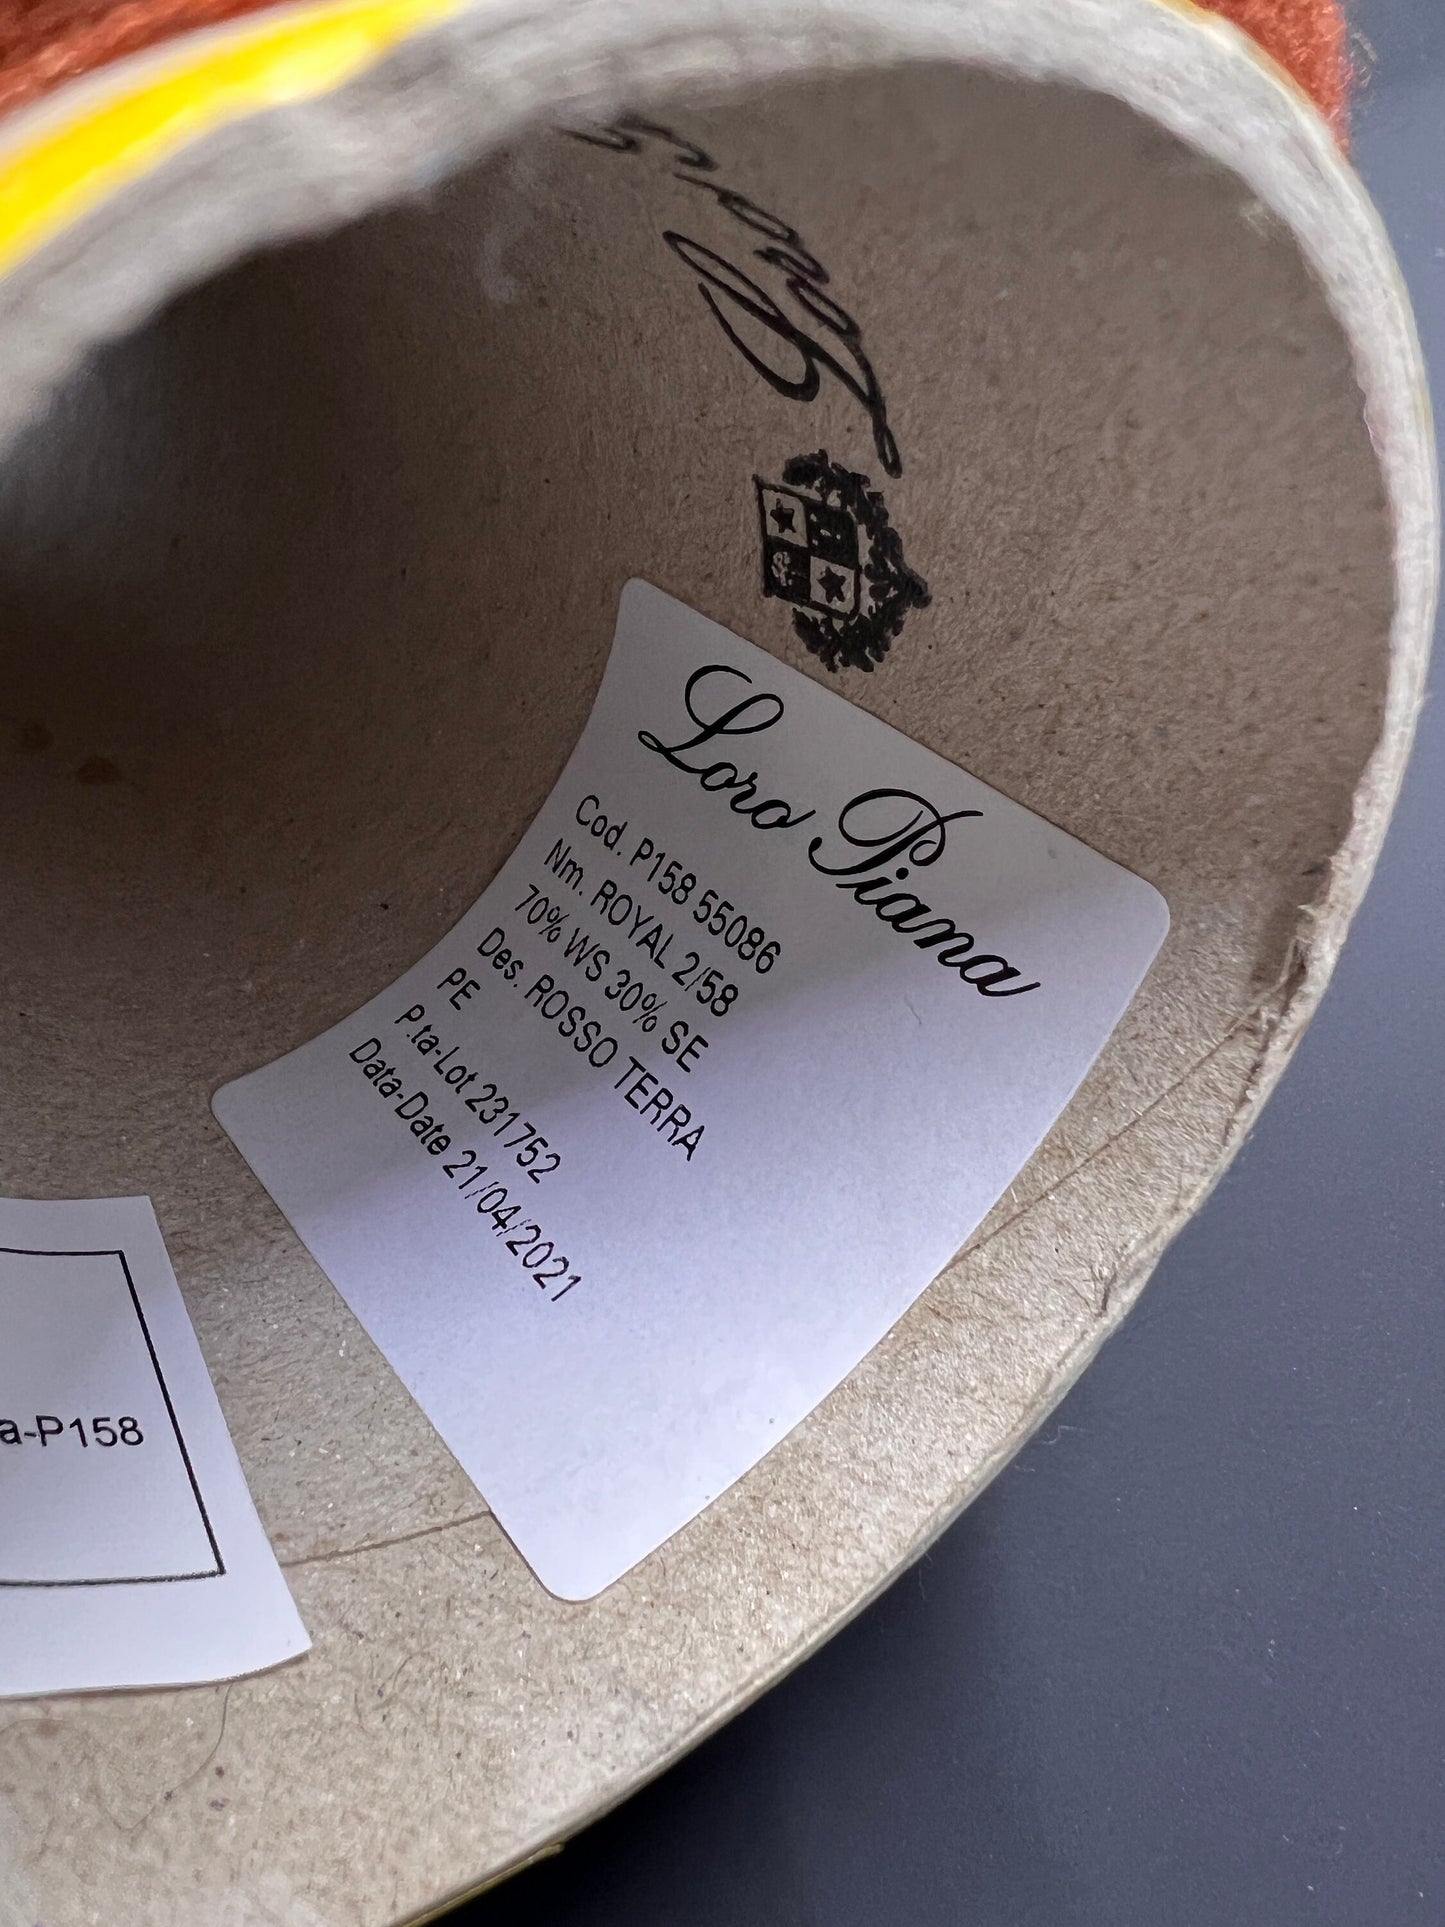 Loro P
Loro Piana
Cod. P158 55086
Nm. ROYAL 2/58
70% WS 30% SE
Des. ROSSO TERRA
PE
P.ta-Lot 231752
Data-Date 21/04/2021
a-P158